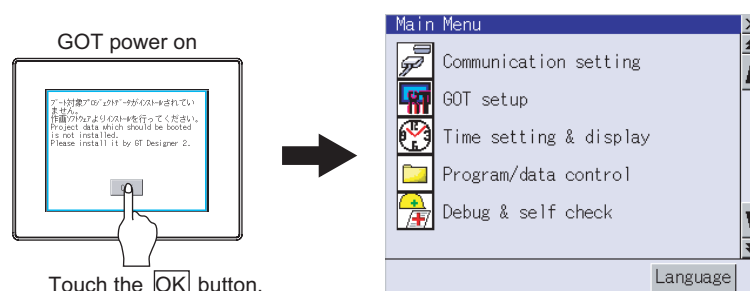 GOT power on
ブート対象プロジェクトデータがインストールされてい
ません。
作画ソフトウェアよりインストールを行ってください。
Project data which should be booted
is not installed.
Please install it by GT Designer 2.
Touch the OK button.
Main Menu
Communication setting
GOT setup
Time setting & display
Program/data control
Debug & self check
Language